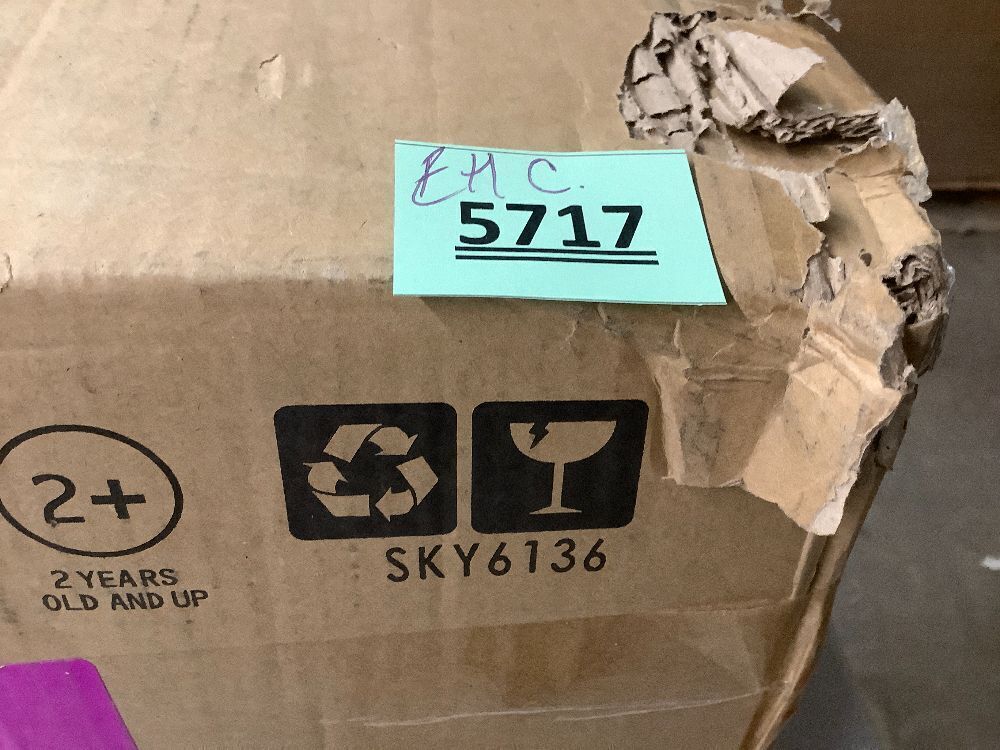 EHC.
5717
2+
2 YEARS
OLD AND UP
SKY6136